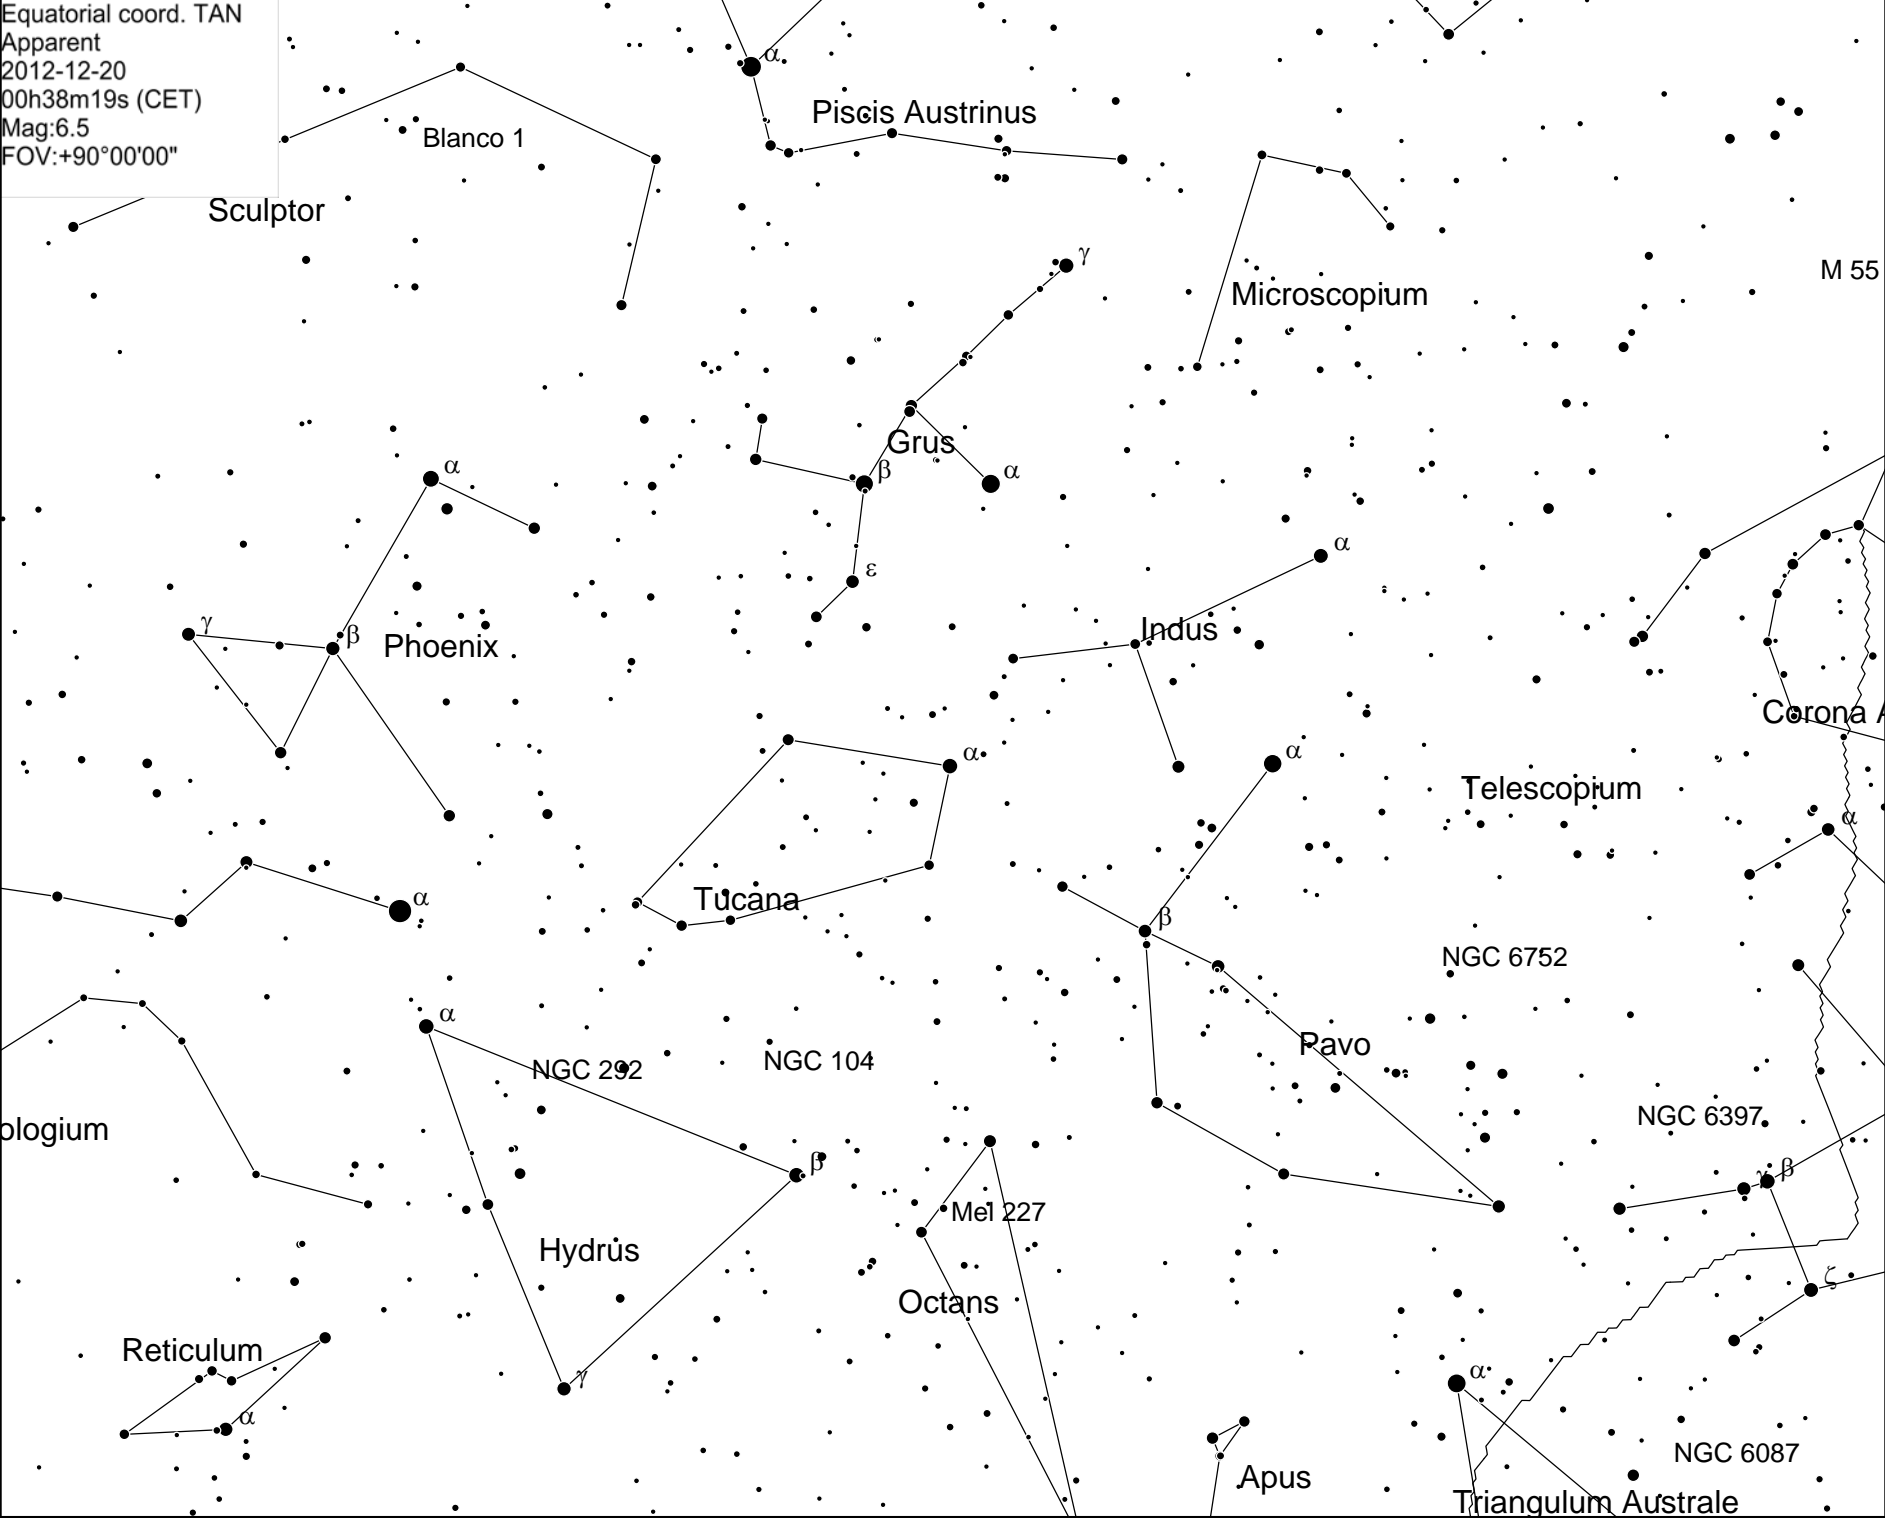 Equatorial coord. TAN
Apparent
2012-12-20
00h38m19s (CET)
Mag:6.5
FOV:+90°00'00"
α
Piscis Austrinus
Blanco 1
Sculptor
γ
M 55
Microscopium
Grus
α
β
α
α
ε
γ
β
Phoenix
Indus
Corona A
α
α
Telescopium
α
α
Tucana
β
NGC 6752
α
NGC 292
NGC 104
Pavo
NGC 6397
ologium
β
γ β
Mel 227
Hydrus
ζ
Octans
Reticulum
γ
α
α
NGC 6087
Apus
Triangulum Australe